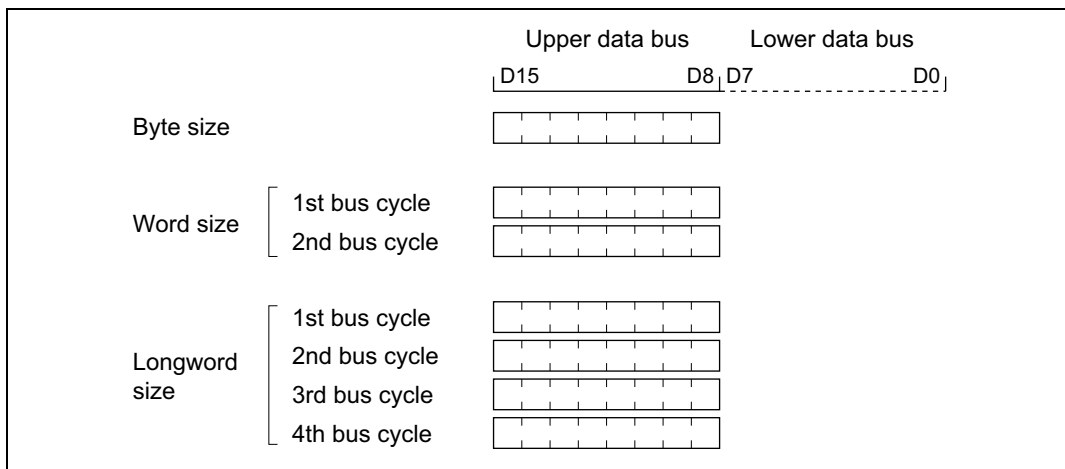 Upper data bus Lower data bus
D15 D8 D7 D0
Byte size
Word size
1st bus cycle
2nd bus cycle
Longword
size
1st bus cycle
2nd bus cycle
3rd bus cycle
4th bus cycle